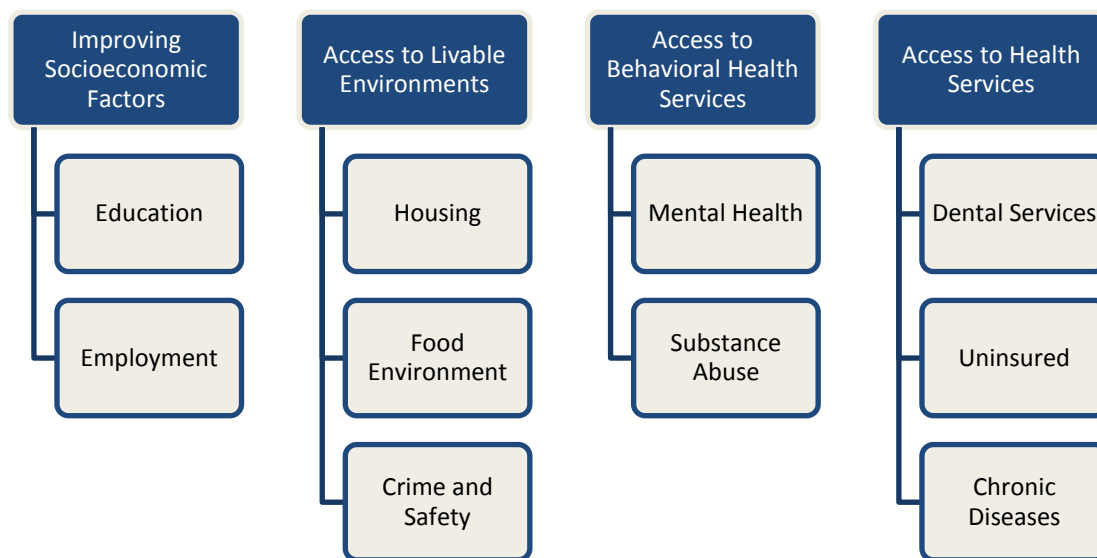 Improving
Socioeconomic
Factors
Education
Employment
Access to Livable
Environments
Housing
Food
Environment
Crime and
Safety
Access to
Behavioral Health
Services
Mental Health
Substance
Abuse
Access to Health
Services
Dental Services
Uninsured
Chronic
Diseases